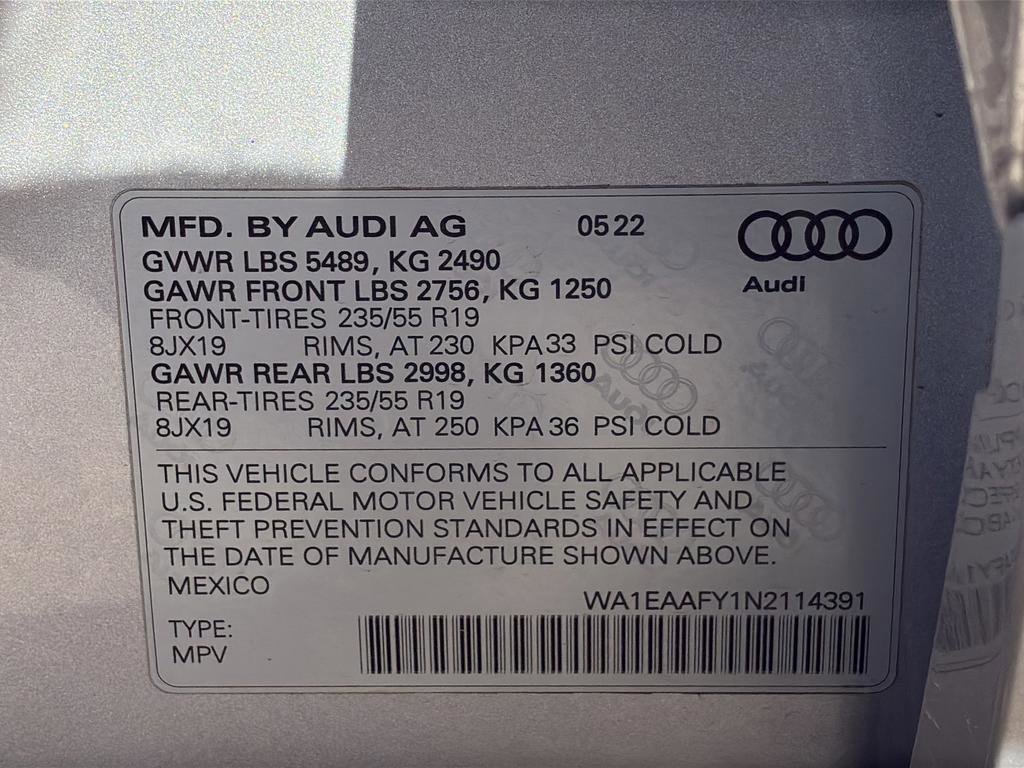 MFD. BY AUDI AG 05 22
Audi
GVWR LBS 5489, KG 2490
GAWR FRONT LBS 2756, KG 1250
FRONT-TIRES 235/55 R19
8JX19 RIMS, AT 230 KPA 33 PSI COLD
GAWR REAR LBS 2998, KG 1360
REAR-TIRES 235/55 R19
8JX19 RIMS, AT 250 KPA 36 PSI COLD
THIS VEHICLE CONFORMS TO ALL APPLICABLE
U.S. FEDERAL MOTOR VEHICLE SAFETY AND
THEFT PREVENTION STANDARDS IN EFFECT ON
THE DATE OF MANUFACTURE SHOWN ABOVE.
MEXICO
WA1EAAFY1N2114391
TYPE:
MPV